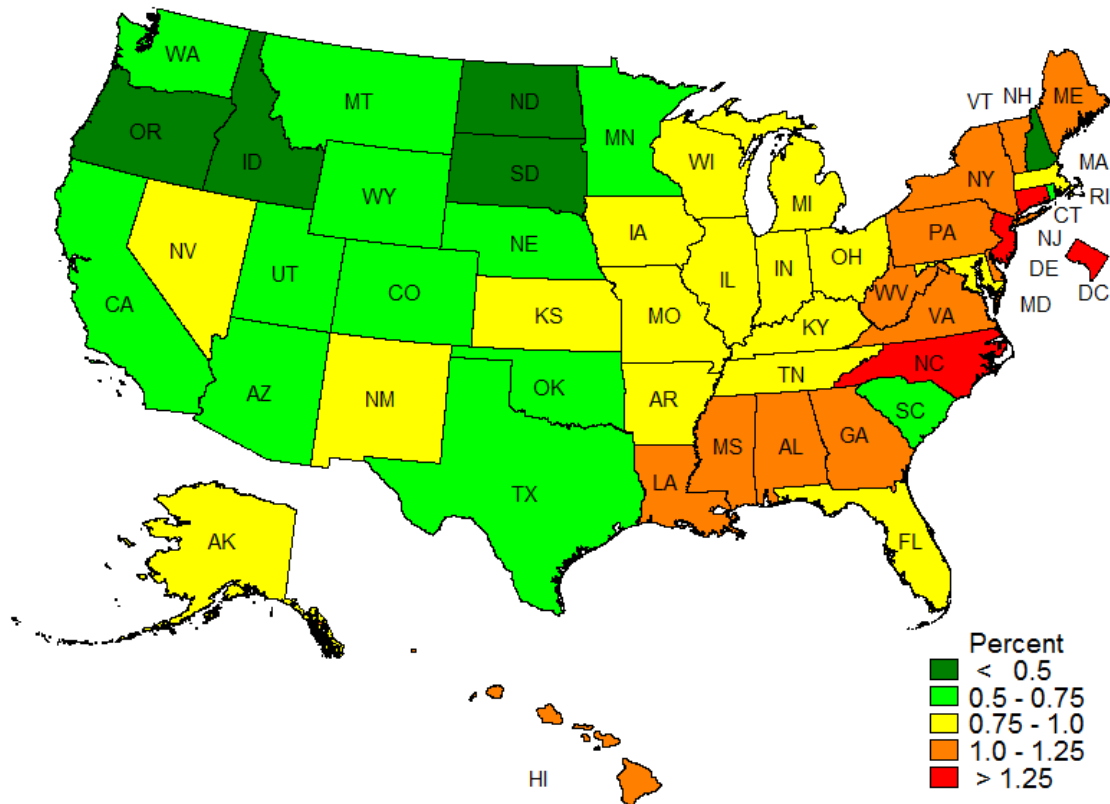 WA
MT
ND
MN
VT
NH
ME
OR
ID
SD
WI
NY
MA
WY
MI
RI
CT
NV
NE
IA
PA
NJ
UT
IL
IN
OH
DE
CA
CO
DC
KS
MO
WV
MD
VA
KY
NC
TN
AZ
NM
OK
AR
SC
MS
AL
GA
LA
TX
AK
FL
HI
Percent
< 0.5
0.5 - 0.75
0.75 - 1.0
1.0 - 1.25
> 1.25